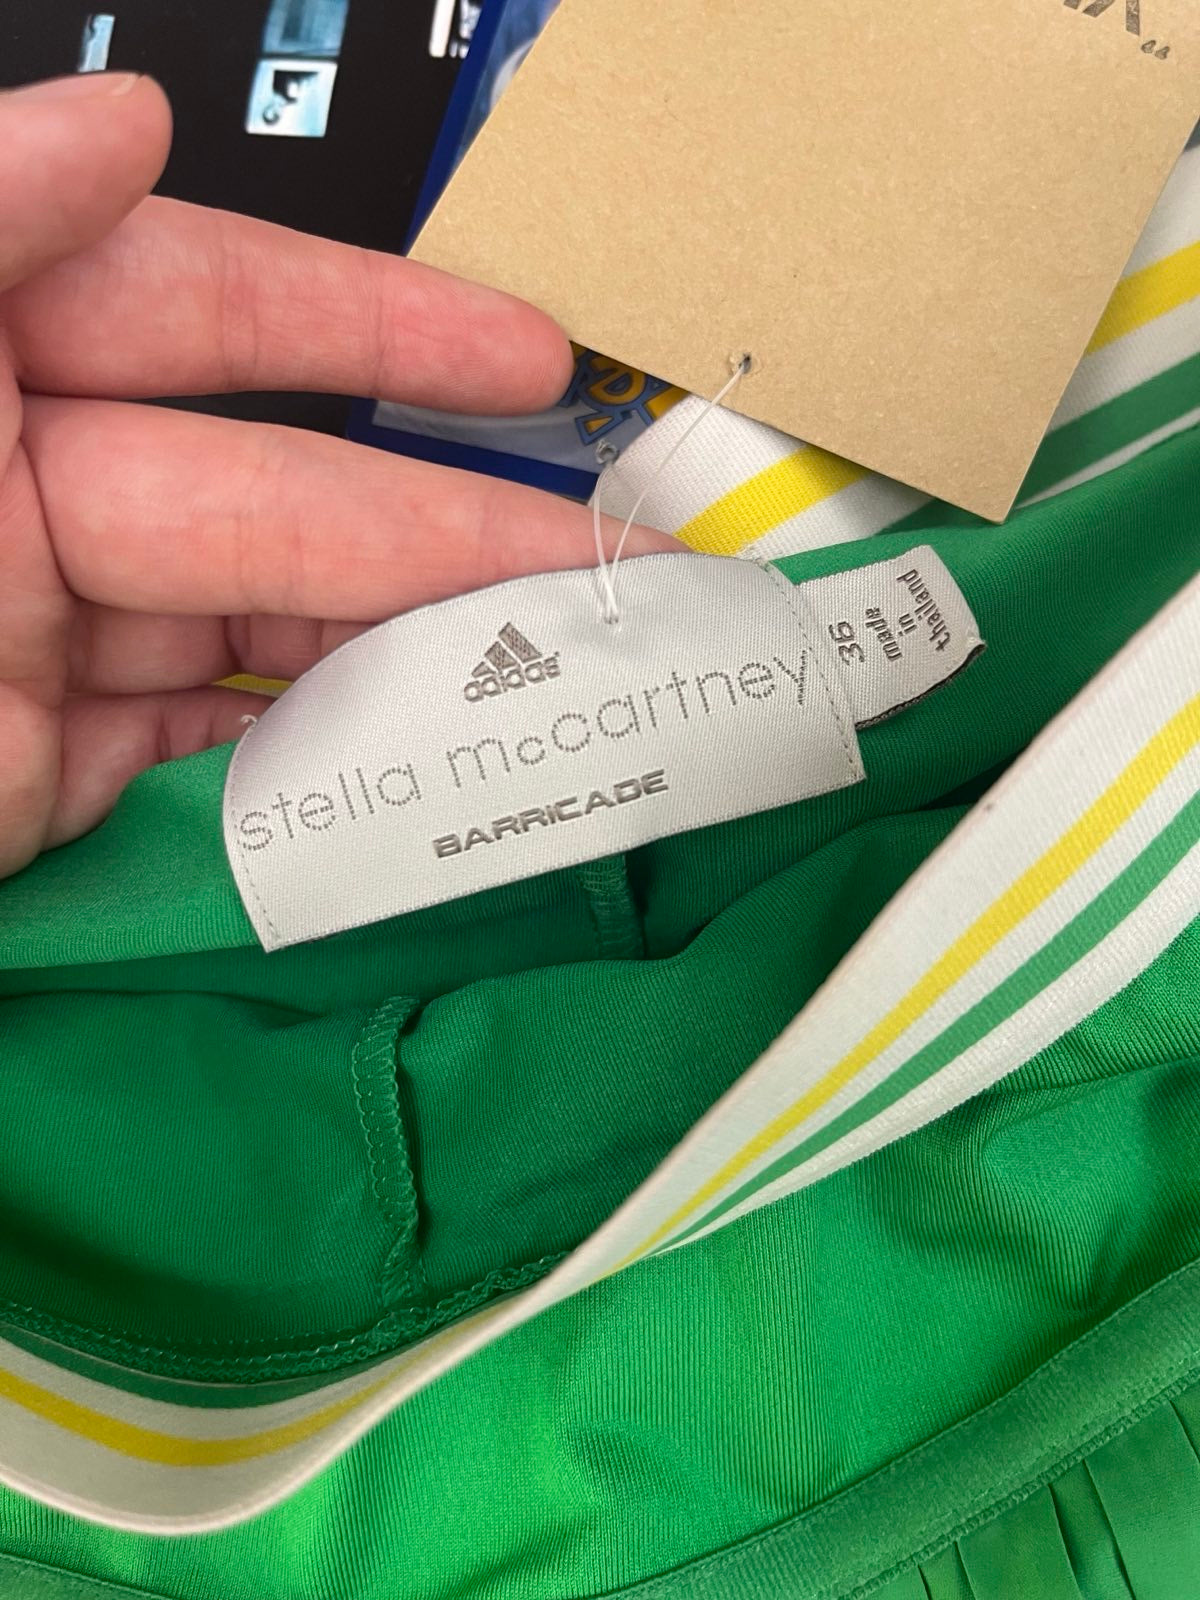 adidas
stella mccartney
BARRICADE
36
made
in
thailand